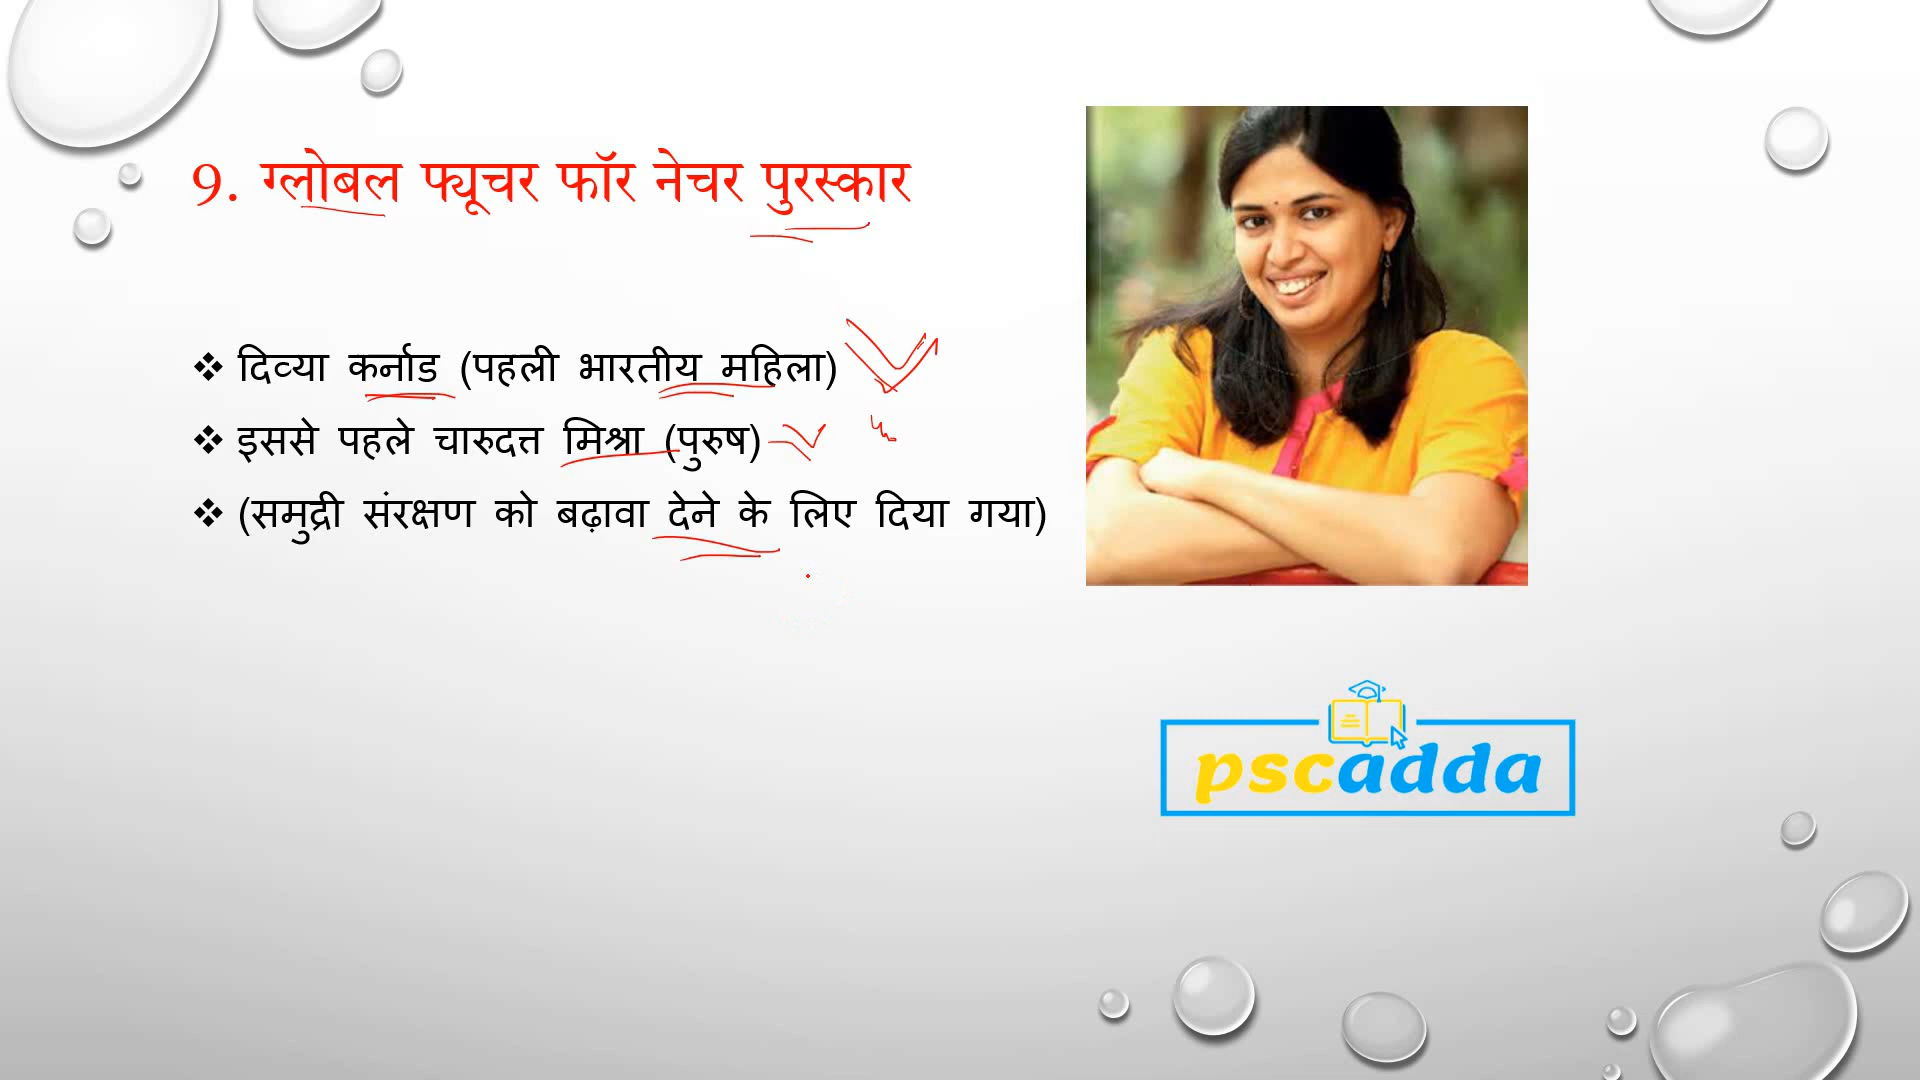 9. ग्लोबल फ्यूचर फॉर नेचर पुरस्कार
दिव्या कर्नाड (पहली भारतीय महिला)
इससे पहले चारुदत्त मिश्रा (पुरुष)
(समुद्री संरक्षण को बढ़ावा देने के लिए दिया गया)
pscadda